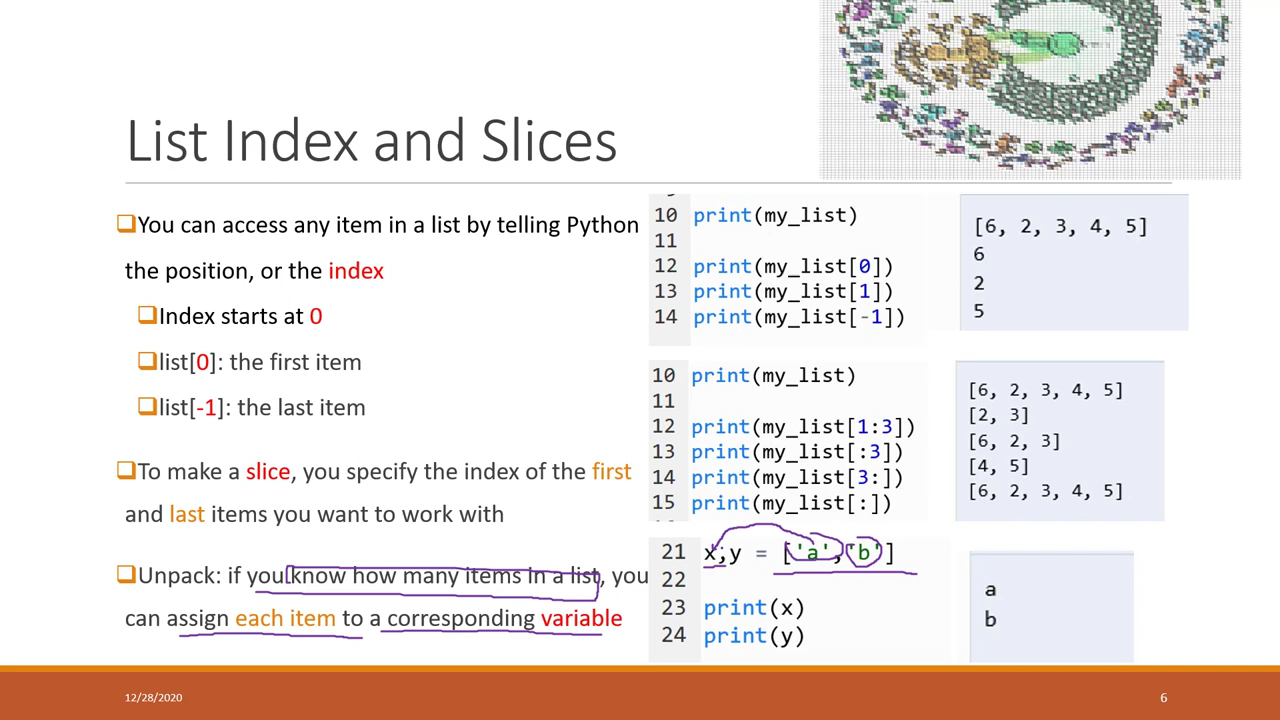 List Index and Slices
You can access any item in a list by telling Python
the position, or the index
Index starts at 0
list[0]: the first item
list[-1]: the last item
To make a slice, you specify the index of the first
and last items you want to work with
Unpack: if you know how many items in a list, you
can assign each item to a corresponding variable
10 print(my_list)
11
12 print(my_list[0])
13 print(my_list[1])
14 print(my_list[-1])
[6, 2, 3, 4, 5]
6
2
5
10 print(my_list)
11
12 print(my_list[1:3])
13 print(my_list[:3])
14 print(my_list[3:])
15 print(my_list[:])
[6, 2, 3, 4, 5]
[2, 3]
[6, 2, 3]
[4, 5]
[6, 2, 3, 4, 5]
21 x,y = ['a','b']
22
23 print(x)
24 print(y)
a
b
12/28/2020
6